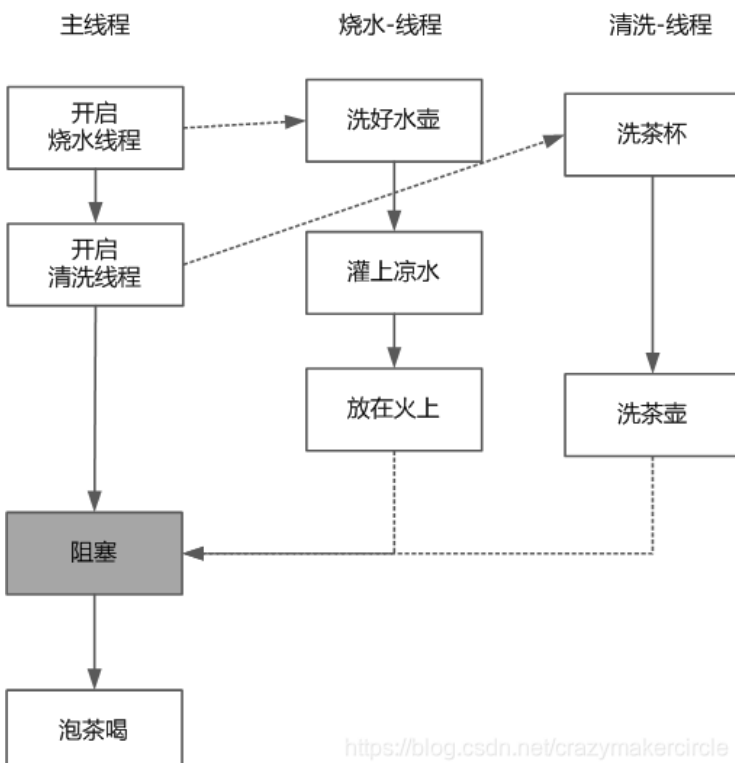 主线程
烧水-线程
清洗-线程
开启
烧水线程
洗好水壶
洗茶杯
开启
清洗线程
灌上凉水
放在火上
洗茶壶
阻塞
泡茶喝
https://blog.csdn.net/crazymakercircle